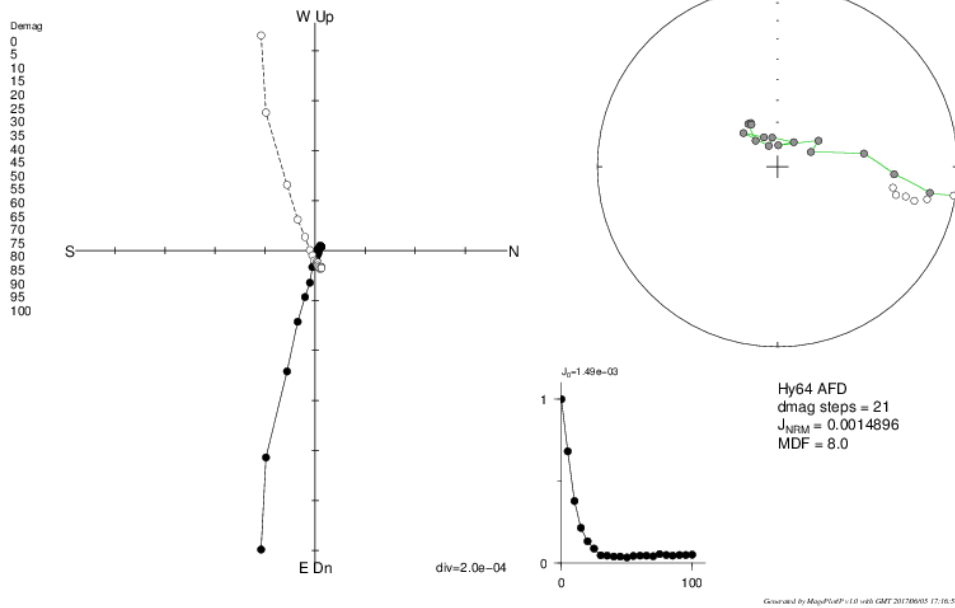 W Up
Demag
0
5
10
15
20
25
30
35
40
45
50
55
60
65
70
75
80
85
90
95
100
S
N
E Dn
div=2.0e-04
J0=1.49e-03
1
0
0
100
Hy64 AFD
dmag steps = 21
JNRM = 0.0014896
MDF = 8.0
Generated by MagePlot/P v1.0 with GMT 2017/06/05 17:16:5